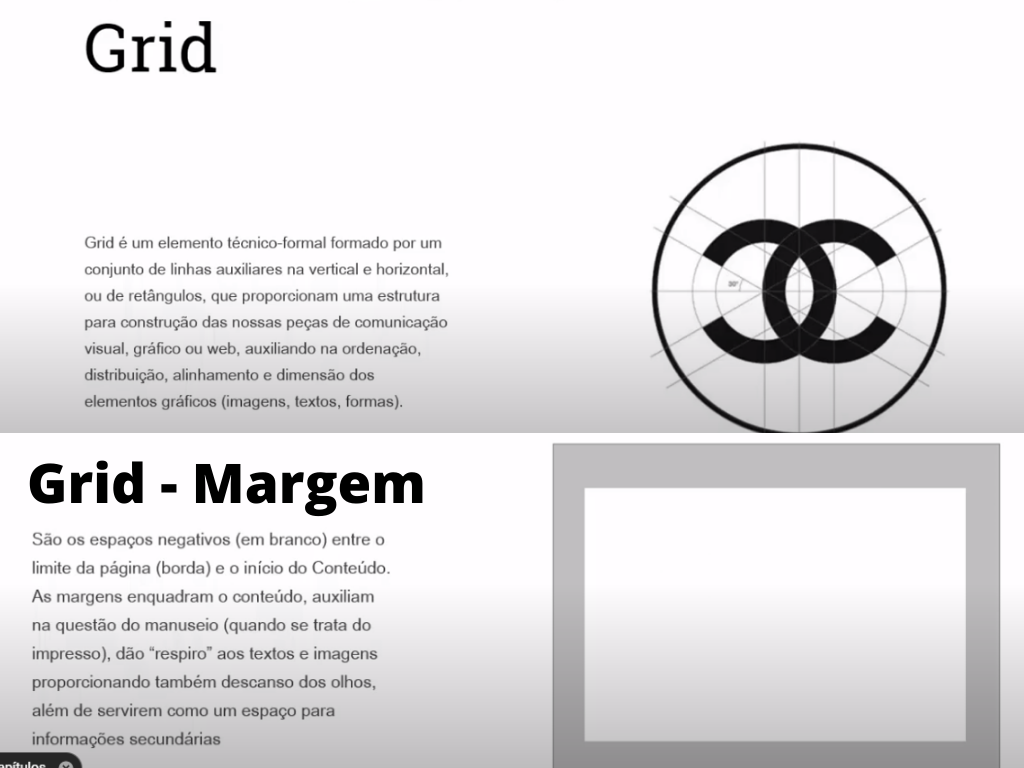 Grid
Grid é um elemento técnico-formal formado por um
conjunto de linhas auxiliares na vertical e horizontal,
ou de retângulos, que proporcionam uma estrutura
para construção das nossas peças de comunicação
visual, gráfico ou web, auxiliando na ordenação,
distribuição, alinhamento e dimensão dos
elementos gráficos (imagens, textos, formas).
30°
Grid - Margem
São os espaços negativos (em branco) entre o
limite da página (borda) e o início do Conteúdo.
As margens enquadram o conteúdo, auxiliam
na questão do manuseio (quando se trata do
impresso), dão “respiro” aos textos e imagens
proporcionando também descanso dos olhos,
além de servirem como um espaço para
informações secundárias
apítulos